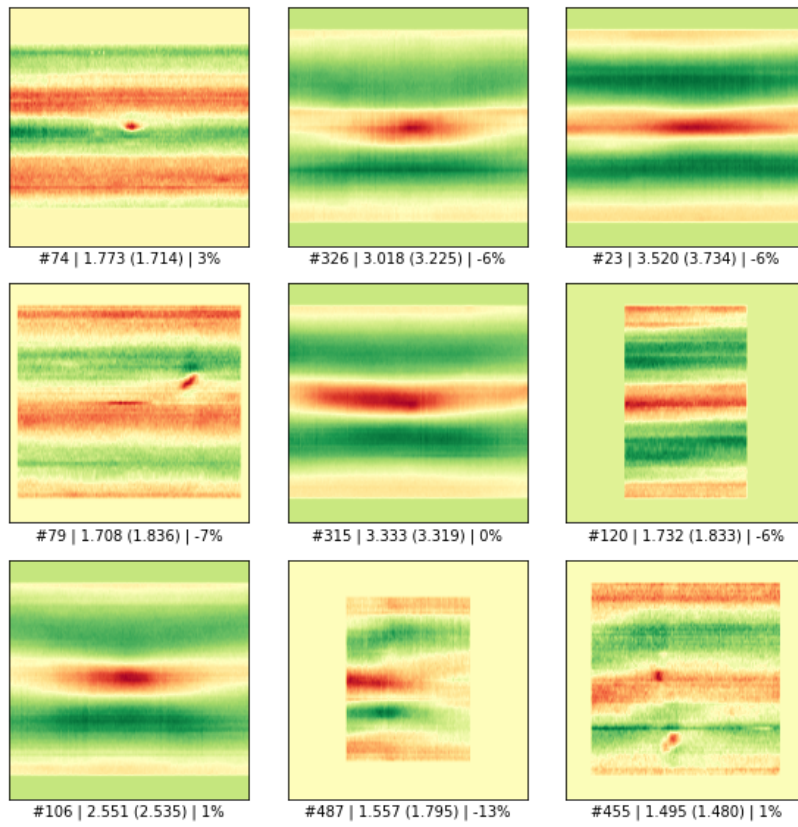 #74 | 1.773 (1.714) | 3%
#326 | 3.018 (3.225) | -6%
#23 | 3.520 (3.734) | -6%
#79 | 1.708 (1.836) | -7%
#315 | 3.333 (3.319) | 0%
#120 | 1.732 (1.833) | -6%
#106 | 2.551 (2.535) | 1%
#487 | 1.557 (1.795) | -13%
#455 | 1.495 (1.480) | 1%